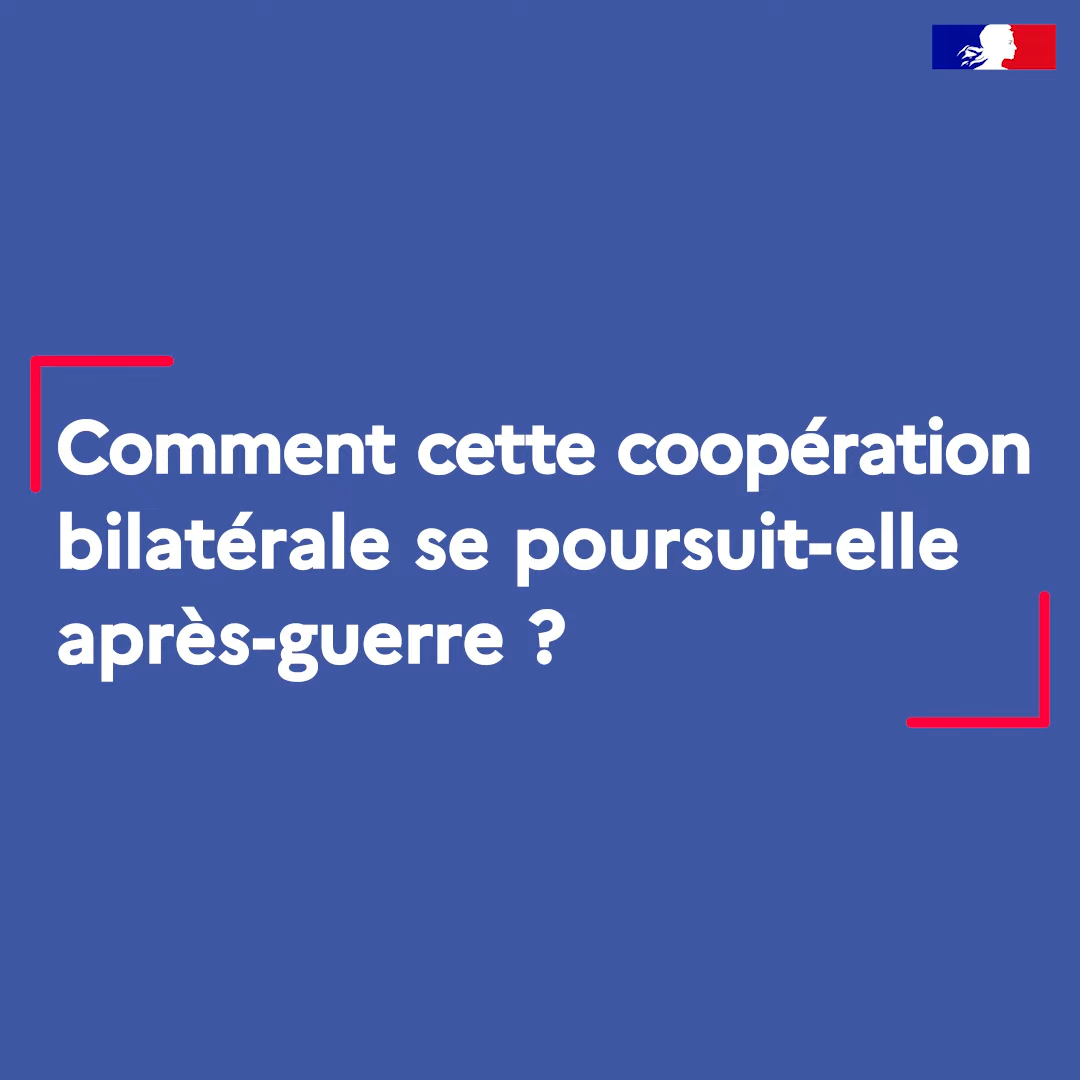 Comment cette coopération
bilatérale se poursuit-elle
après-guerre ?